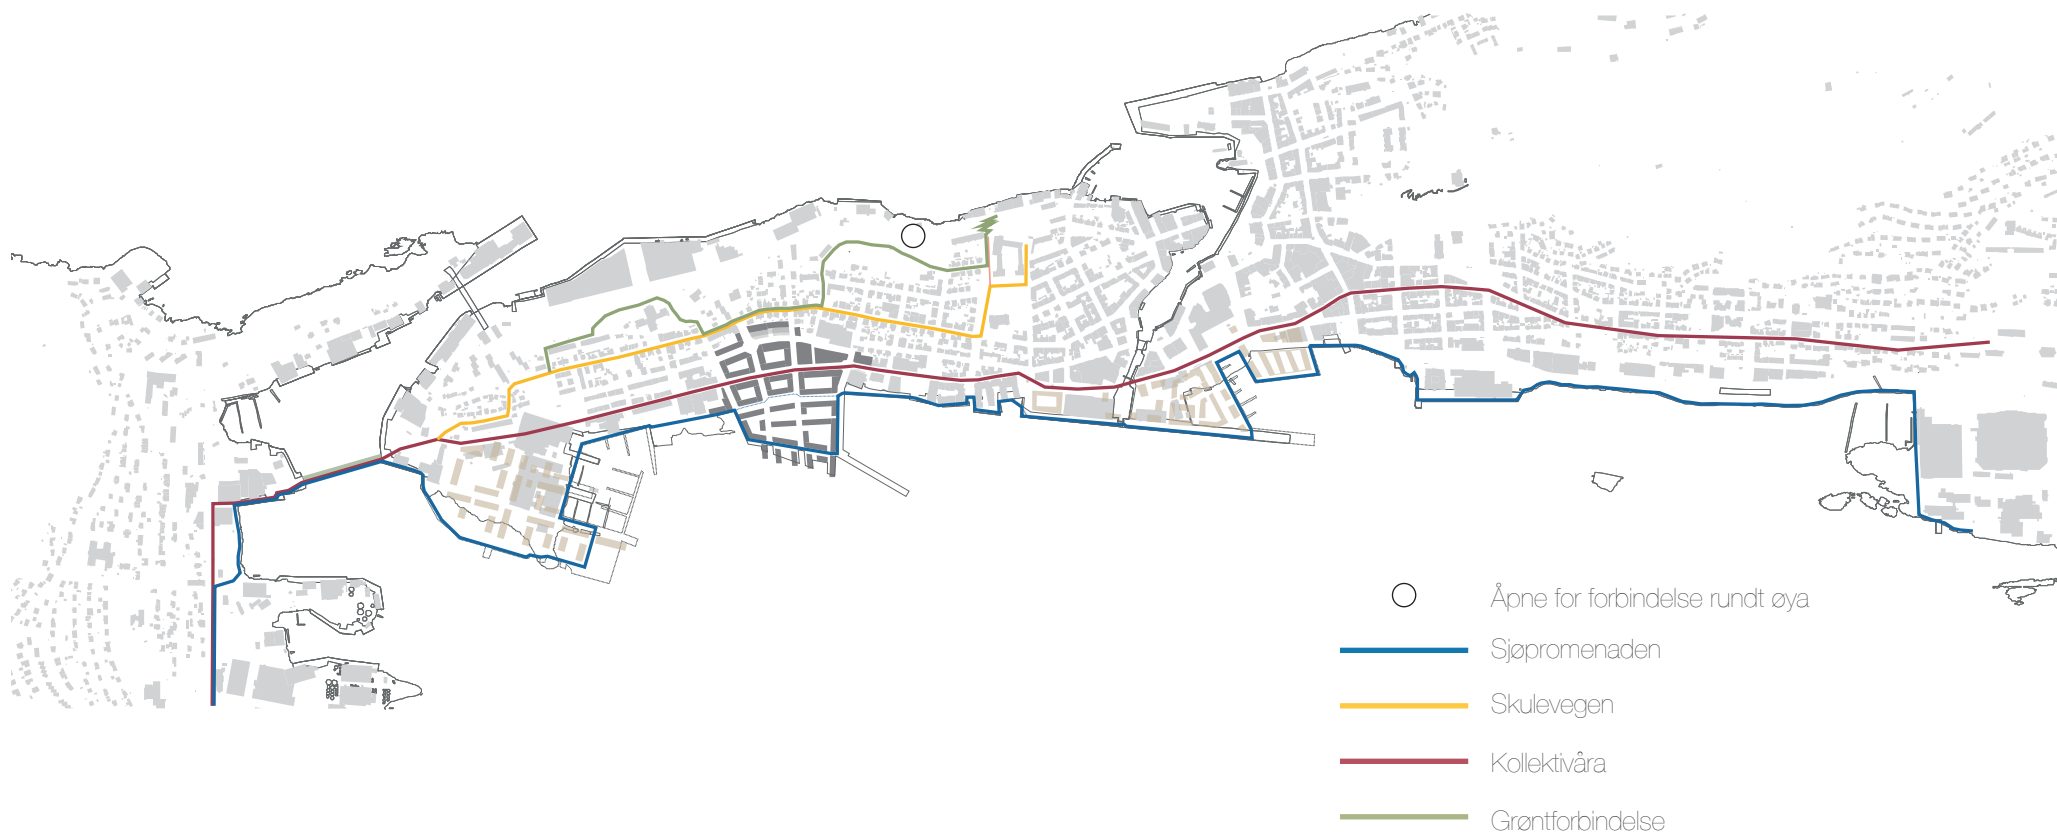 Åpne for forbindelse rundt øya
Sjøpromenaden
Skulevegen
Kollektivåra
Grøntforbindelse